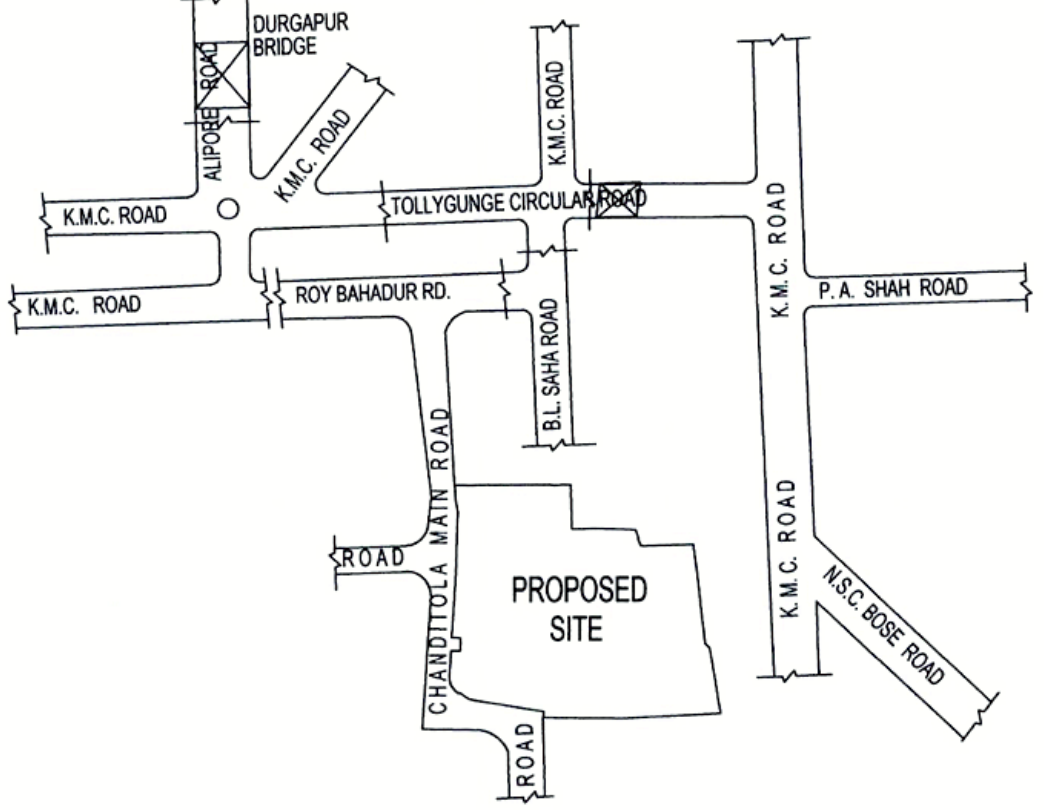 DURGAPUR
BRIDGE
ALIPORE ROAD
K.M.C. ROAD
K.M.C. ROAD
K.M.C. ROAD
TOLLYGUNGE CIRCULAR ROAD
K.M.C. ROAD
K.M.C. ROAD
ROY BAHADUR RD.
P. A. SHAH ROAD
B.L. SAHA ROAD
CHANDITOLA MAIN ROAD
K.M.C. ROAD
ROAD
PROPOSED
SITE
N.S.C. BOSE ROAD
ROAD